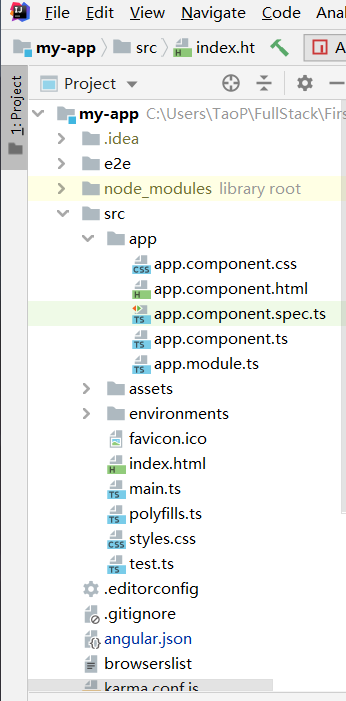 IJ File Edit View Navigate Code Anal
my-app src index.ht A
1: Project
Project
my-app C:\Users\TaoP\FullStack\Firs
.idea
e2e
node_modules library root
src
app
CSS app.component.css
H app.component.html
app.component.spec.ts
TS app.component.ts
TS app.module.ts
assets
environments
favicon.ico
H index.html
TS main.ts
TS polyfills.ts
CSS styles.css
TS test.ts
.editorconfig
.gitignore
angular.json
browserslist
karma.conf.js